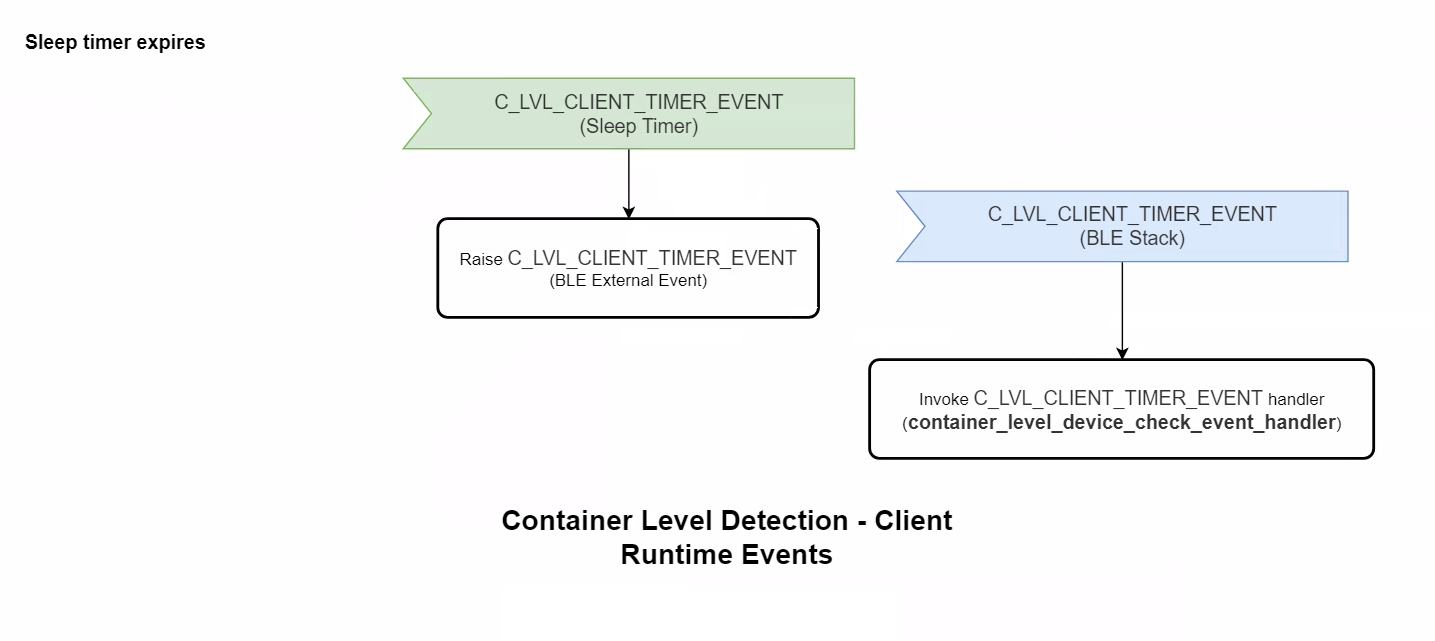 Sleep timer expires
C_LVL_CLIENT_TIMER_EVENT
(Sleep Timer)
C_LVL_CLIENT_TIMER_EVENT
(BLE Stack)
Raise C_LVL_CLIENT_TIMER_EVENT
(BLE External Event)
Invoke C_LVL_CLIENT_TIMER_EVENT handler
(container_level_device_check_event_handler)
Container Level Detection - Client
Runtime Events